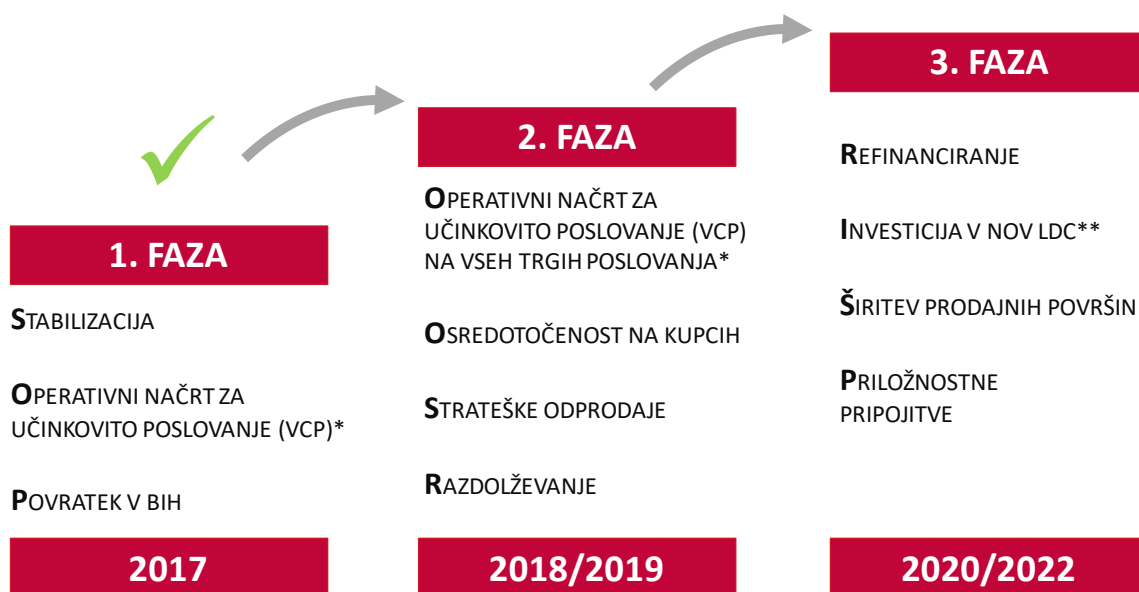 1. FAZA
STABILIZACIJA
OPERATIVNI NAČRT ZA
UČINKOVITO POSLOVANJE (VCP)*
POVRATEK V BIH
2017
2. FAZA
OPERATIVNI NAČRT ZA
UČINKOVITO POSLOVANJE (VCP)
NA VSEH TRGIH POSLOVANJA*
OSREDOTOČENOST NA KUPCIH
STRATEŠKE ODPRODAJE
RAZDOLŽEVANJE
2018/2019
3. FAZA
REFINANCIRANJE
INVESTICIJA V NOV LDC**
ŠIRITEV PRODAJNIH POVRŠIN
PRILOŽNOSTNE
PRIPOJITVE
2020/2022